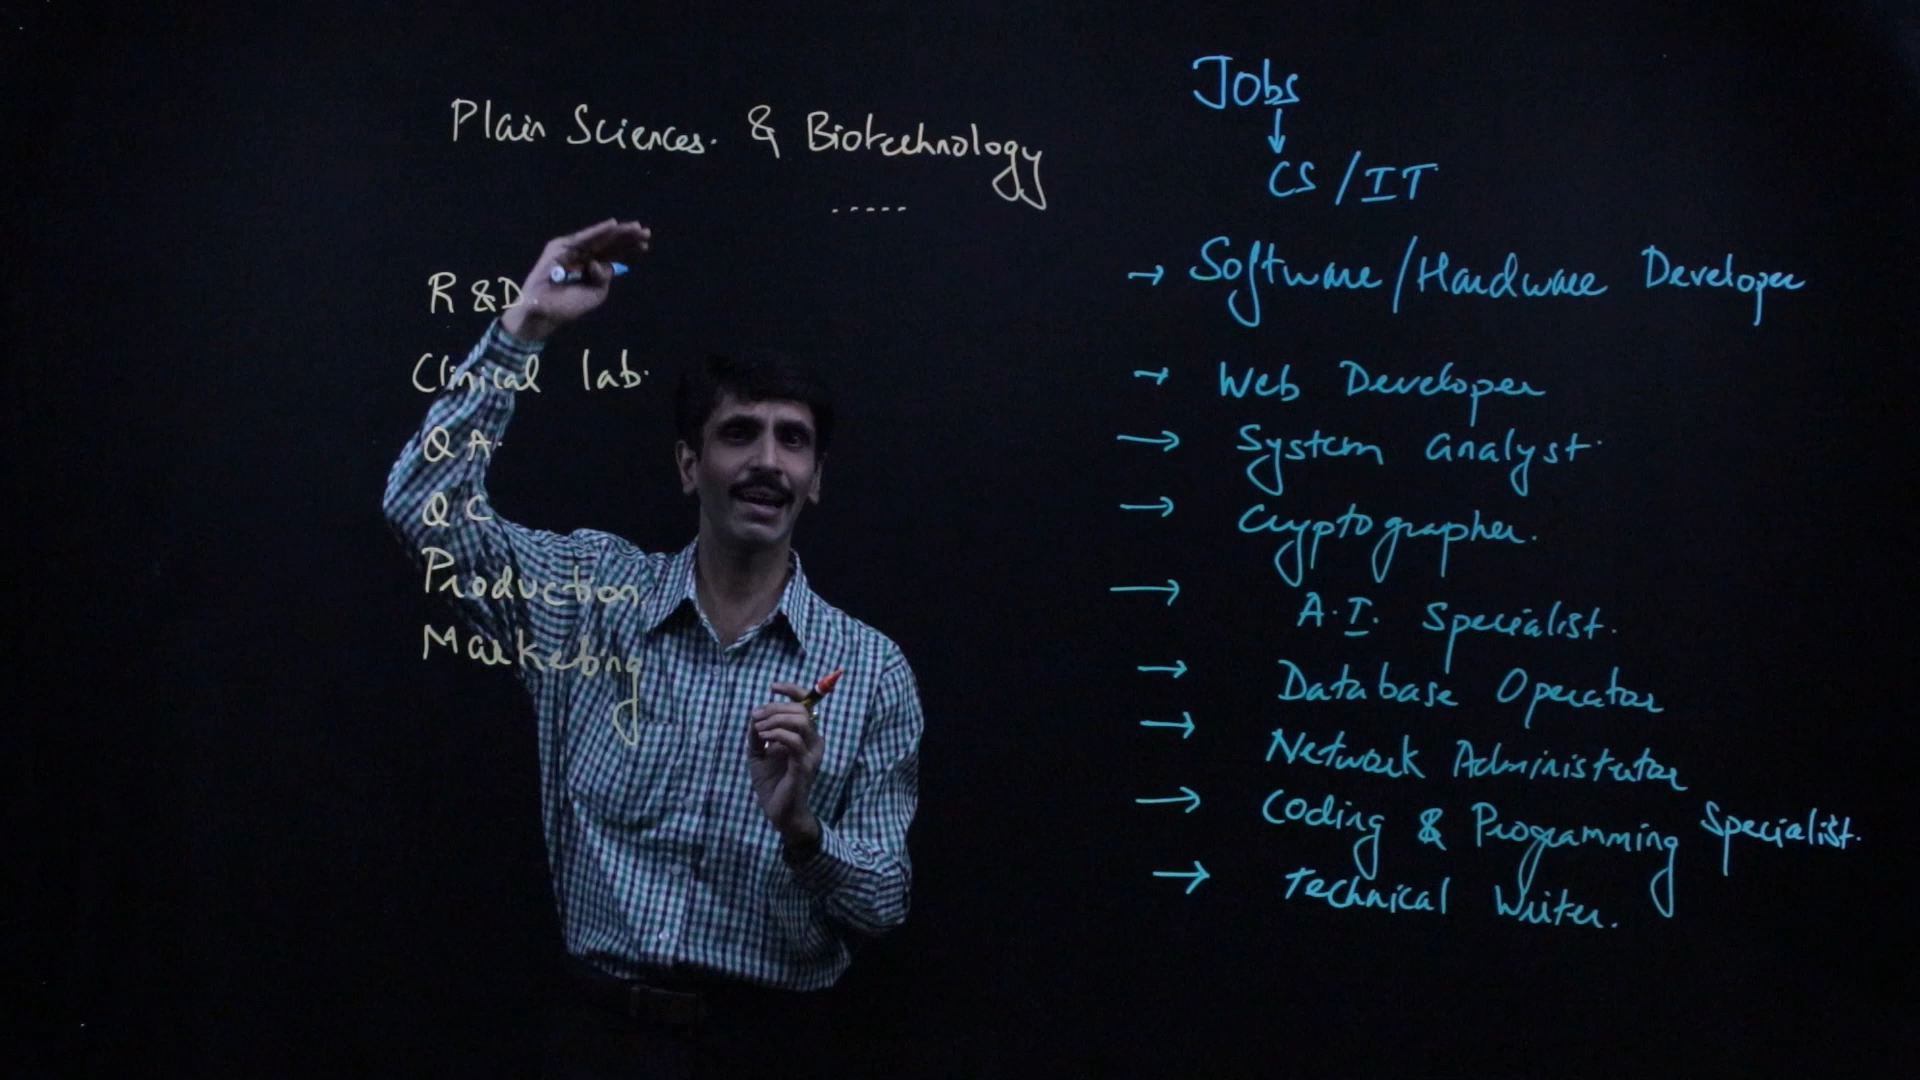 Plain Sciences. & Biotechnology
.....
R & D
Clinical lab.
Q A.
Q C
Production
Marketing
Jobs
↓
CS / IT
→ Software/Hardware Developer
→ Web Developer
→ System analyst.
→ Cryptographer.
→ A.I. Specialist.
→ Database Operator
→ Network Administrator
→ Coding & Programming Specialist.
→ Technical Writer.